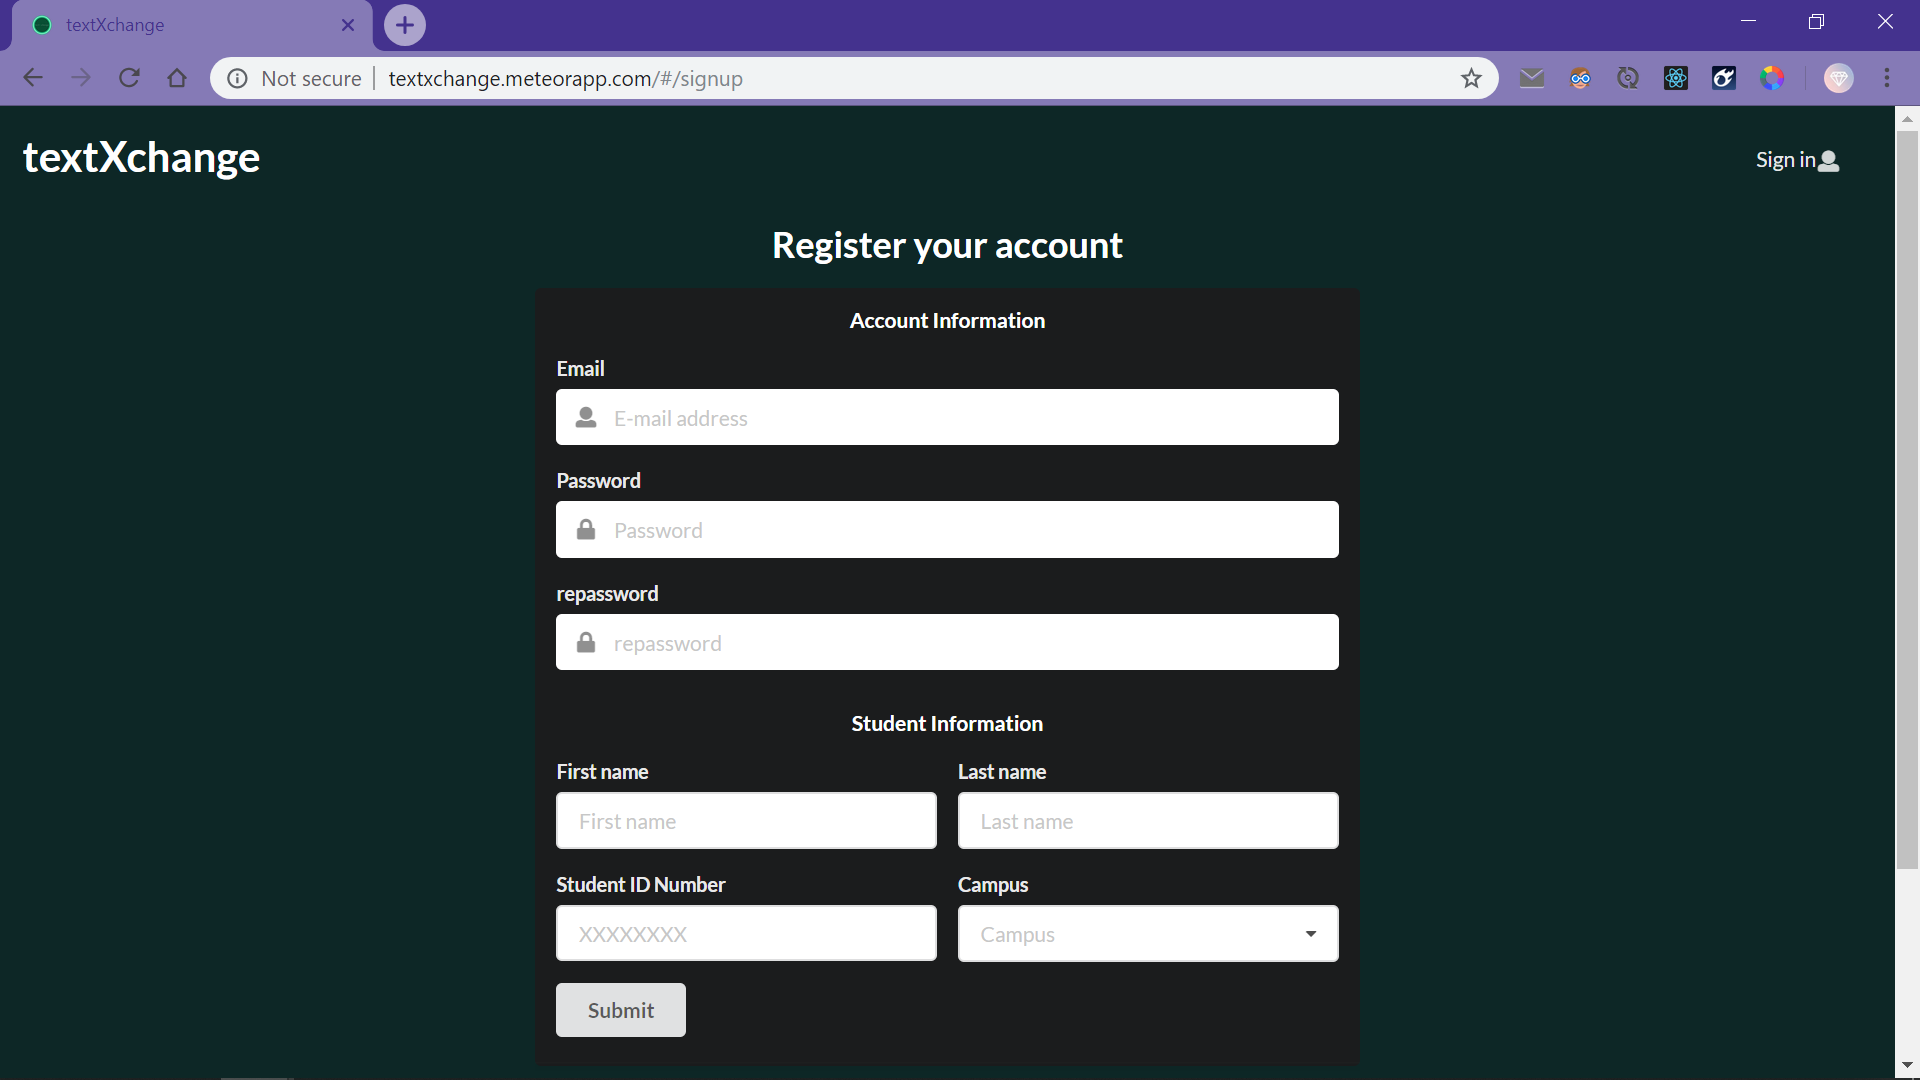 textXchange
Not secure textxchange.meteorapp.com/#/signup
textXchange
Sign in
Register your account
Account Information
Email
E-mail address
Password
Password
repassword
repassword
Student Information
First name Last name
First name Last name
Student ID Number Campus
XXXXXXXX Campus
Submit